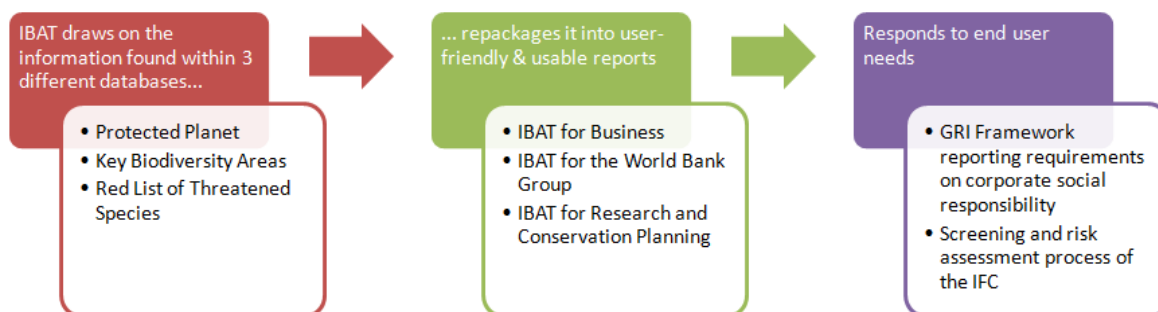 IBAT draws on the
information found within 3
different databases...
• Protected Planet
• Key Biodiversity Areas
• Red List of Threatened
Species
... repackages it into user-
friendly & usable reports
• IBAT for Business
• IBAT for the World Bank
Group
• IBAT for Research and
Conservation Planning
Responds to end user
needs
• GRI Framework
reporting requirements
on corporate social
responsibility
• Screening and risk
assessment process of
the IFC